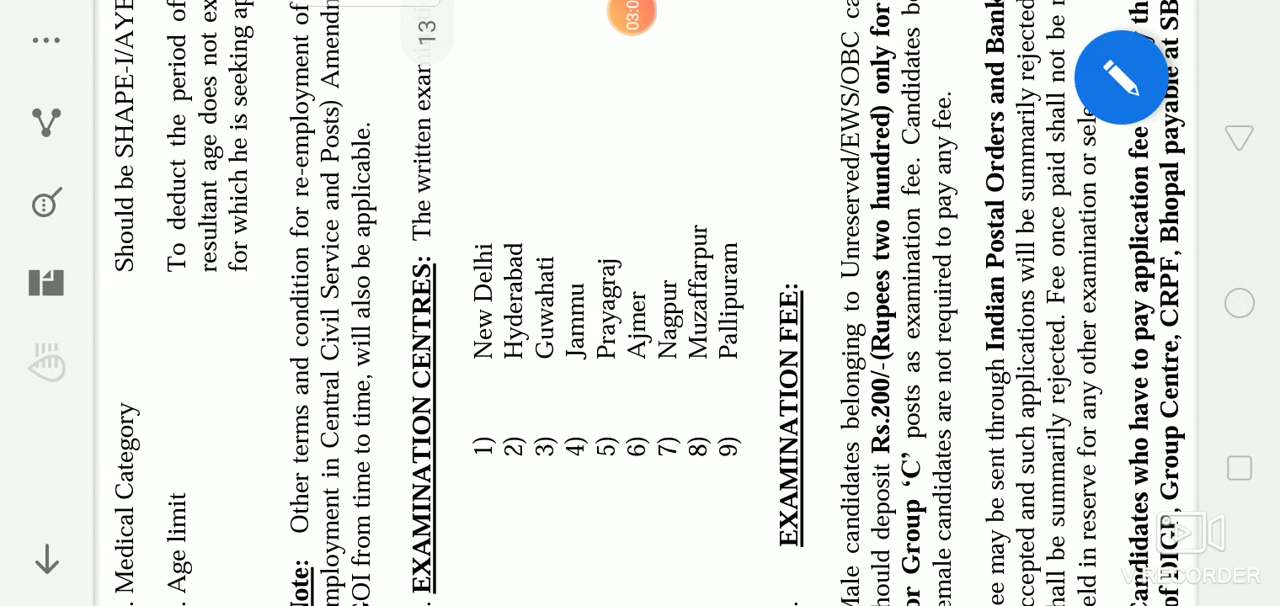 . Medical Category Should be SHAPE-I/AYE
. Age limit To deduct the period of
resultant age does not ex
for which he is seeking ap
Note: Other terms and condition for re-employment of
mployment in Central Civil Service and Posts) Amendm
GOI from time to time, will also be applicable.
. EXAMINATION CENTRES: The written exam
13
1) New Delhi
2) Hyderabad
3) Guwahati
4) Jammu
5) Prayagraj
6) Ajmer
7) Nagpur
8) Muzaffarpur
9) Pallipuram
03:0
. EXAMINATION FEE:
Male candidates belonging to Unreserved/EWS/OBC ca
hould deposit Rs.200/-(Rupees two hundred) only for
or Group ‘C’ posts as examination fee. Candidates be
emale candidates are not required to pay any fee.
ee may be sent through Indian Postal Orders and Bank
ccepted and such applications will be summarily rejected
hall be summarily rejected. Fee once paid shall not be r
eld in reserve for any other examination or sele
andidates who have to pay application fee th
of DIGP, Group Centre, CRPF, Bhopal payable at SB
V RECORDER